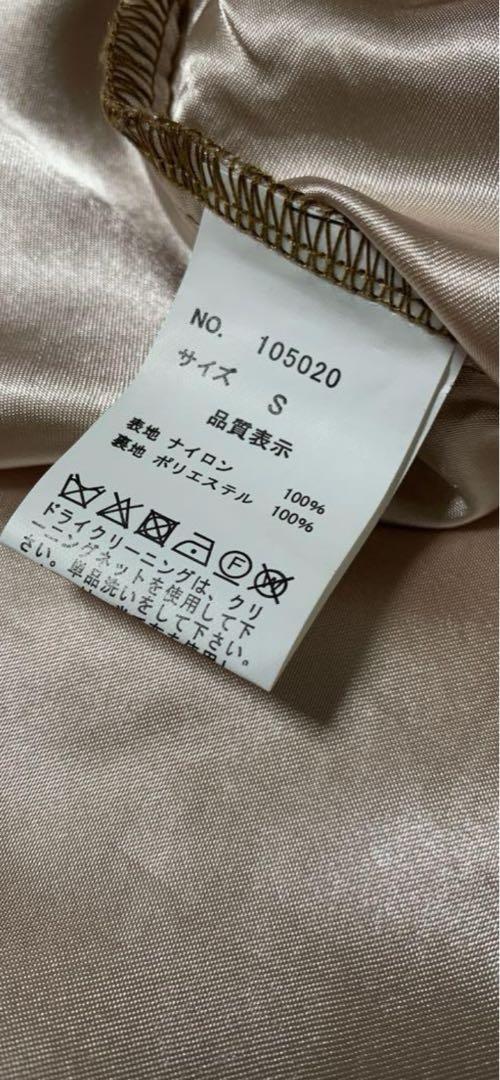 NO. 105020
サイズ S
品質表示
表地 ナイロン 100%
裏地 ポリエステル 100%
ドライクリーニングは、クリ
ーニングネットを使用して下
さい。単品洗いをして下さい。